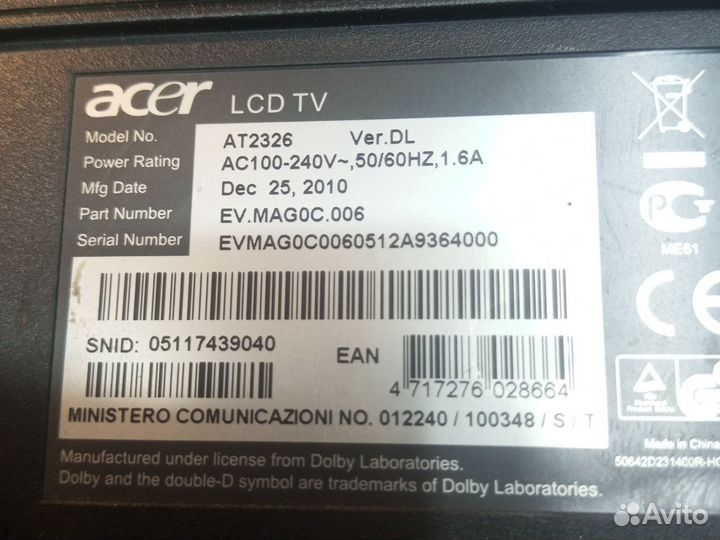 acer LCD TV
Model No. AT2326 Ver.DL
Power Rating AC100-240V~,50/60HZ,1.6A
Mfg Date Dec 25, 2010
Part Number EV.MAG0C.006
Serial Number EVMAG0C0060512A9364000
ME61
SNID: 05117439040
EAN
4 717276 028664
MINISTERO COMUNICAZIONI NO. 012240 / 100348 / S / T
Made in China
Manufactured under license from Dolby Laboratories.
Dolby and the double-D symbol are trademarks of Dolby Laboratories.
Avito